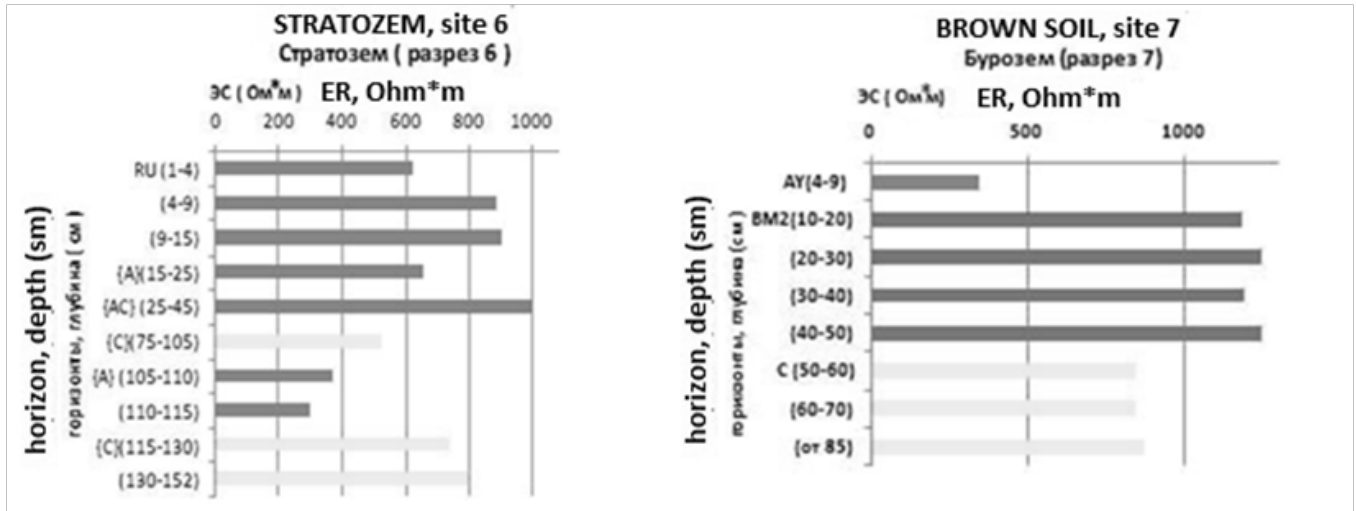 STRATOZEM, site 6
Стратозем ( разрез 6 )
ЭС ( Ом*м ) ER, Ohm*m
0 200 400 600 800 1000
horizon, depth (sm)
горизонты, глубина ( см )
RU (1-4)
(4-9)
(9-15)
{A}(15-25)
{AC} (25-45)
{C}(75-105)
{A} (105-110)
(110-115)
{C}(115-130)
(130-152)
BROWN SOIL, site 7
Бурозем (разрез 7)
ЭС ( Ом*м) ER, Ohm*m
0 500 1000
horizon, depth (sm)
горизонты, глубина (см)
AY(4-9)
BM2(10-20)
(20-30)
(30-40)
(40-50)
C (50-60)
(60-70)
(от 85)